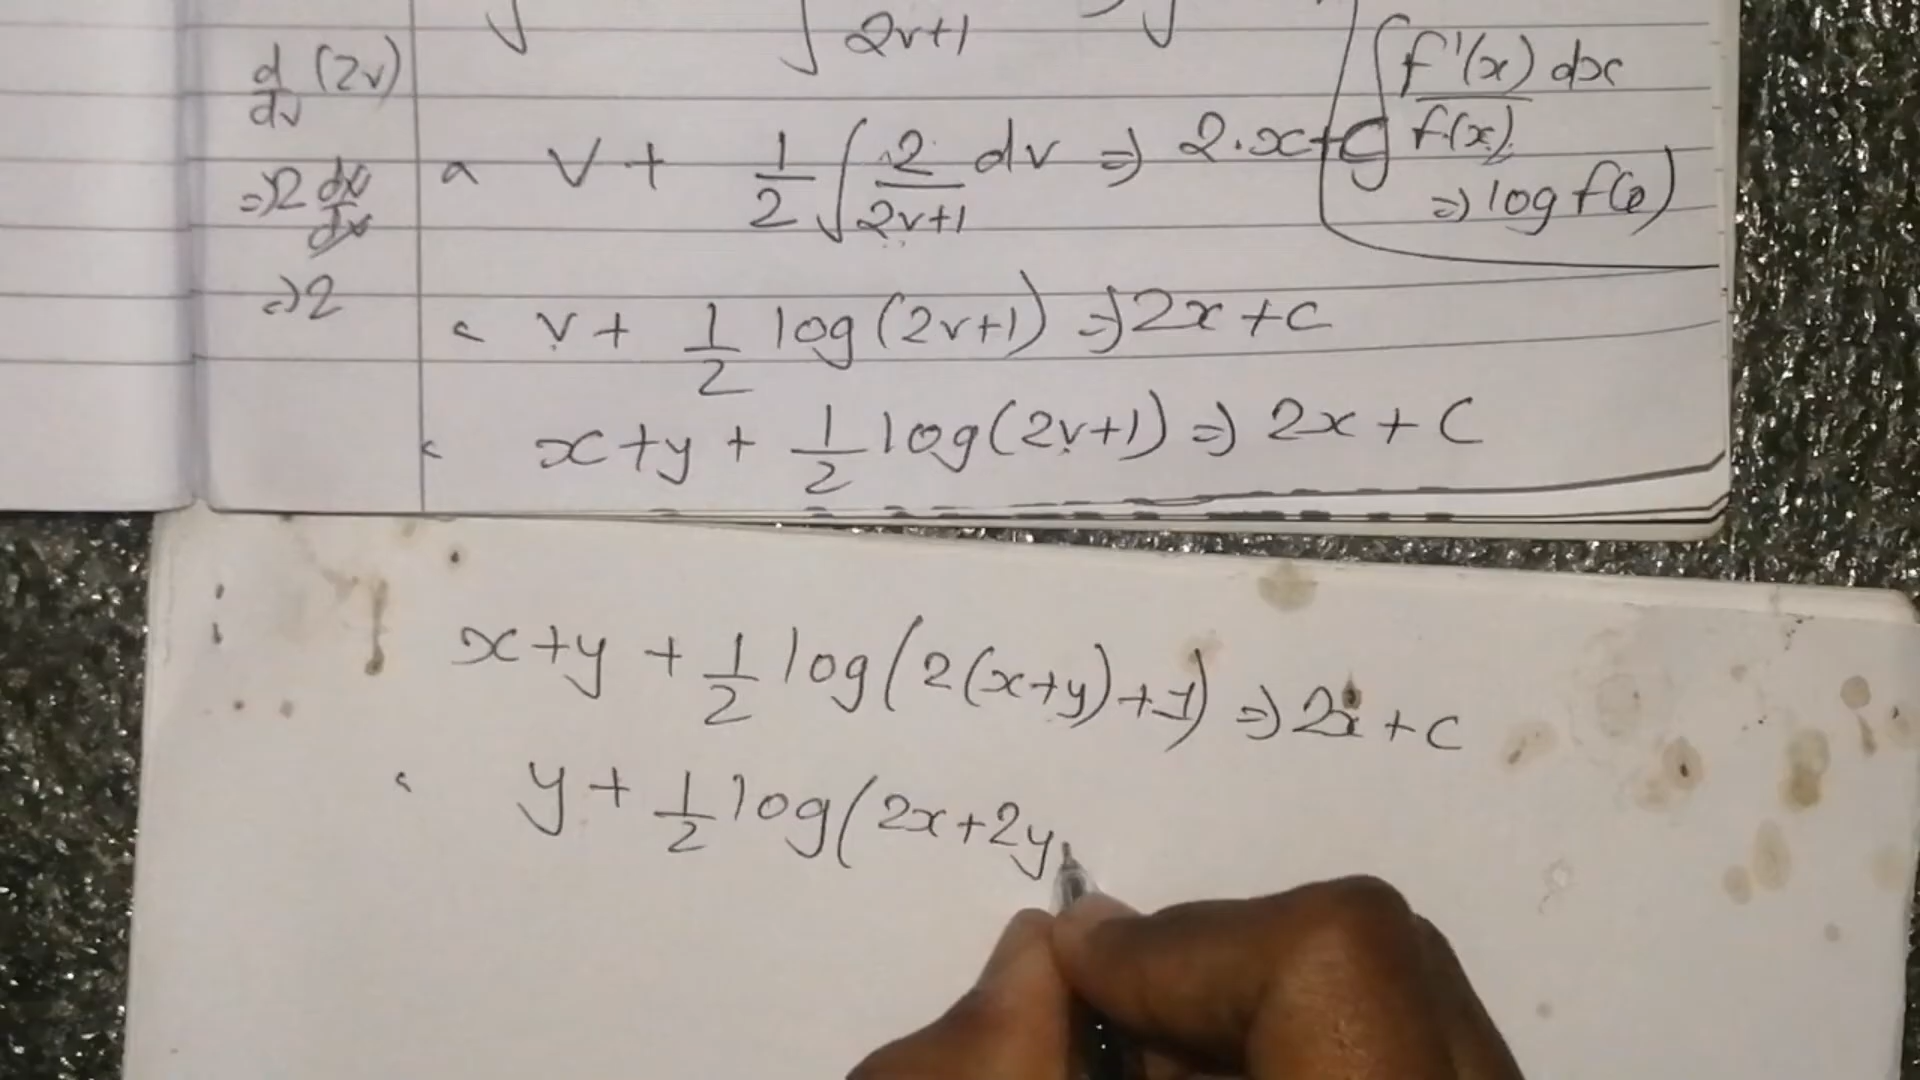 ∫ ∫ 2v+1
∫ f'(x) dx
f(x)
⇒ log f(x)
d/dv (2v)
⇒ 2 dv/dv
⇒ 2
v + 1/2 ∫ 2/(2v+1) dv ⇒ 2·x+C
v + 1/2 log(2v+1) ⇒ 2x+c
x+y + 1/2 log(2v+1) ⇒ 2x + C
x+y + 1/2 log(2(x+y)+1) ⇒ 2x + C
y + 1/2 log(2x+2y